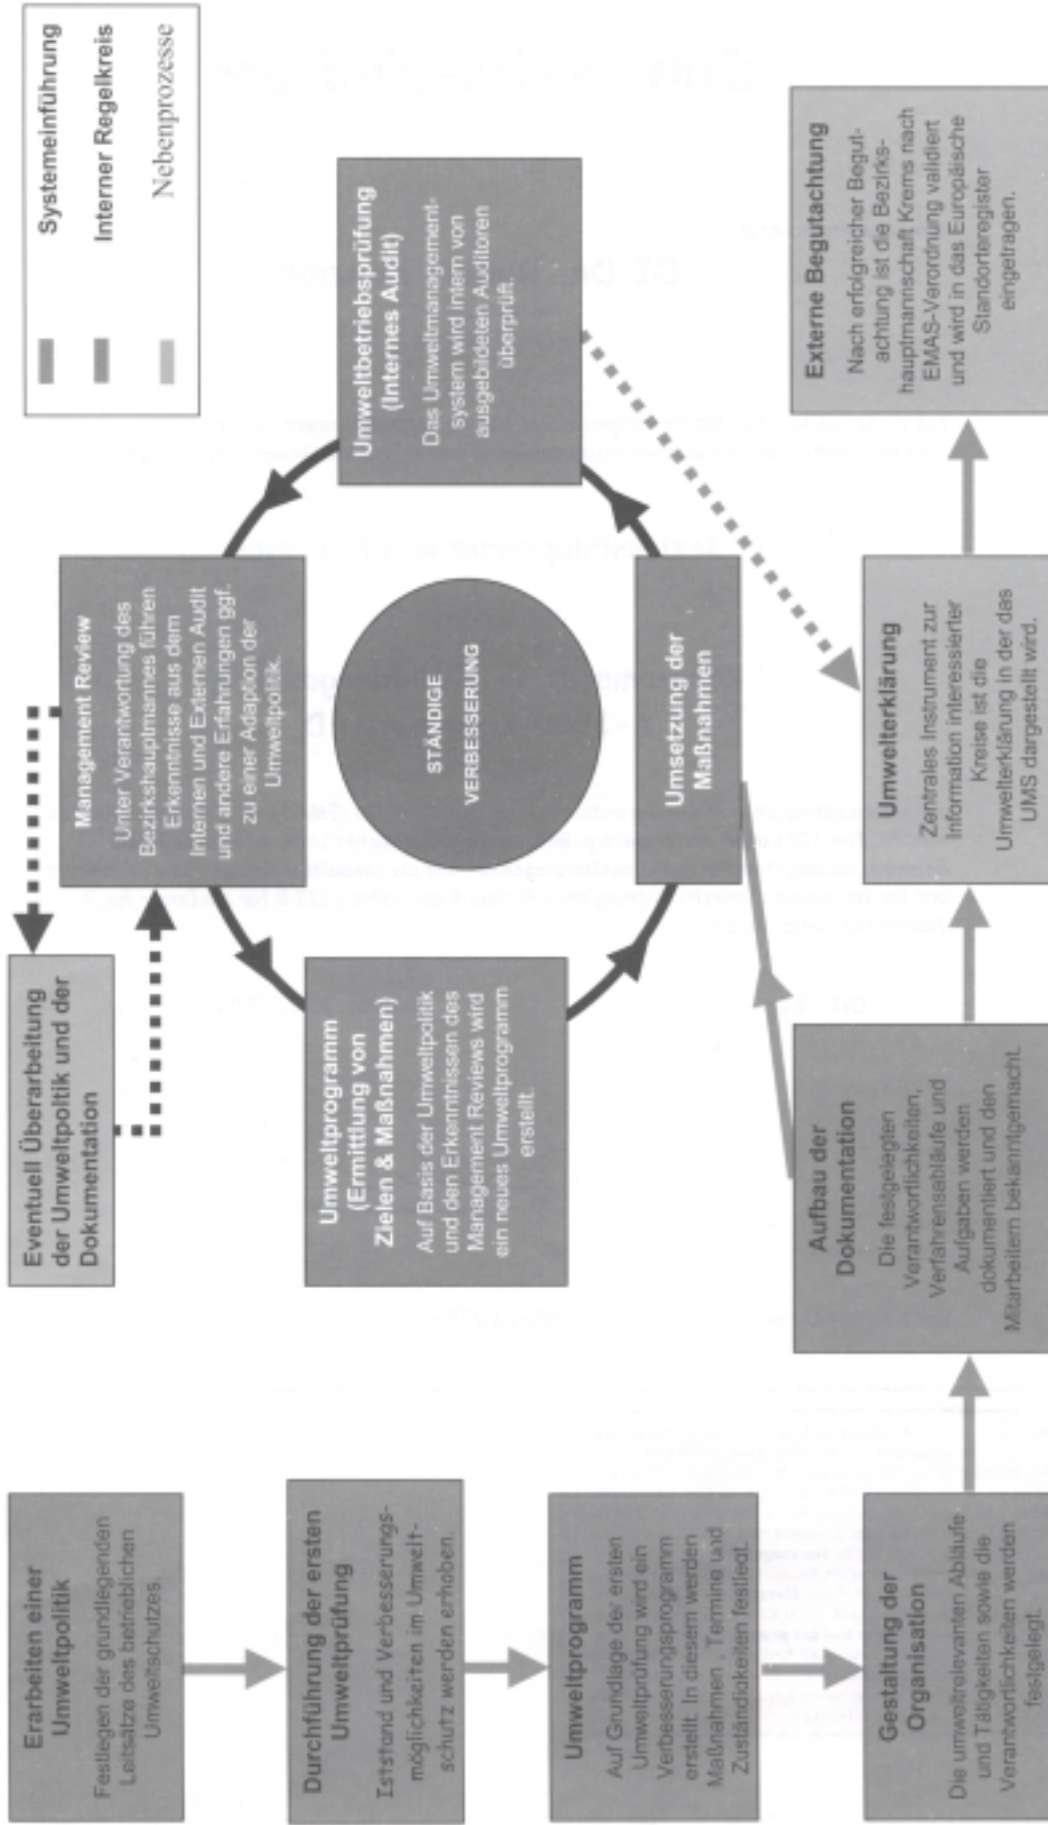 Erarbeiten einer
Umweltpolitik
Festlegen der grundlegenden
Leitsätze des betrieblichen
Umweltschutzes.
Durchführung der ersten
Umweltprüfung
Iststand und Verbesserungs-
möglichkeiten im Umwelt-
schutz werden erhoben.
Umweltprogramm
Auf Grundlage der ersten
Umweltprüfung wird ein
Verbesserungsprogramm
erstellt. In diesem werden
Maßnahmen , Termine und
Zuständigkeiten festlegt.
Gestaltung der
Organisation
Die umweltrelevanten Abläufe
und Tätigkeiten sowie die
Verantwortlichkeiten werden
festgelegt.
Aufbau der
Dokumentation
Die festgelegten
Verantwortlichkeiten,
Verfahrensabläufe und
Aufgaben werden
dokumentiert und den
Mitarbeitern bekanntgemacht.
Eventuell Überarbeitung
der Umweltpoltik und der
Dokumentation
Management Review
Unter Verantwortung des
Bezirkshauptmannes führen
Erkenntnisse aus dem
Internen und Externen Audit
und andere Erfahrungen ggf.
zu einer Adaption der
Umweltpolitik.
Umweltprogramm
(Ermittlung von
Zielen & Maßnahmen)
Auf Basis der Umweltpolitik
und den Erkenntnissen des
Management Reviews wird
ein neues Umweltprogramm
erstellt.
STÄNDIGE
VERBESSERUNG
Umsetzung der
Maßnahmen
Umweltbetriebsprüfung
(Internes Audit)
Das Umweltmanagement-
system wird intern von
ausgebildeten Auditoren
überprüft.
Umwelterklärung
Zentrales Instrument zur
Information interessierter
Kreise ist die
Umwelterklärung in der das
UMS dargestellt wird.
Externe Begutachtung
Nach erfolgreicher Begut-
achtung ist die Bezirks-
hauptmannschaft Krems nach
EMAS-Verordnung validiert
und wird in das Europäische
Standorteregister
eingetragen.
Systemeinführung
Interner Regelkreis
Nebenprozesse